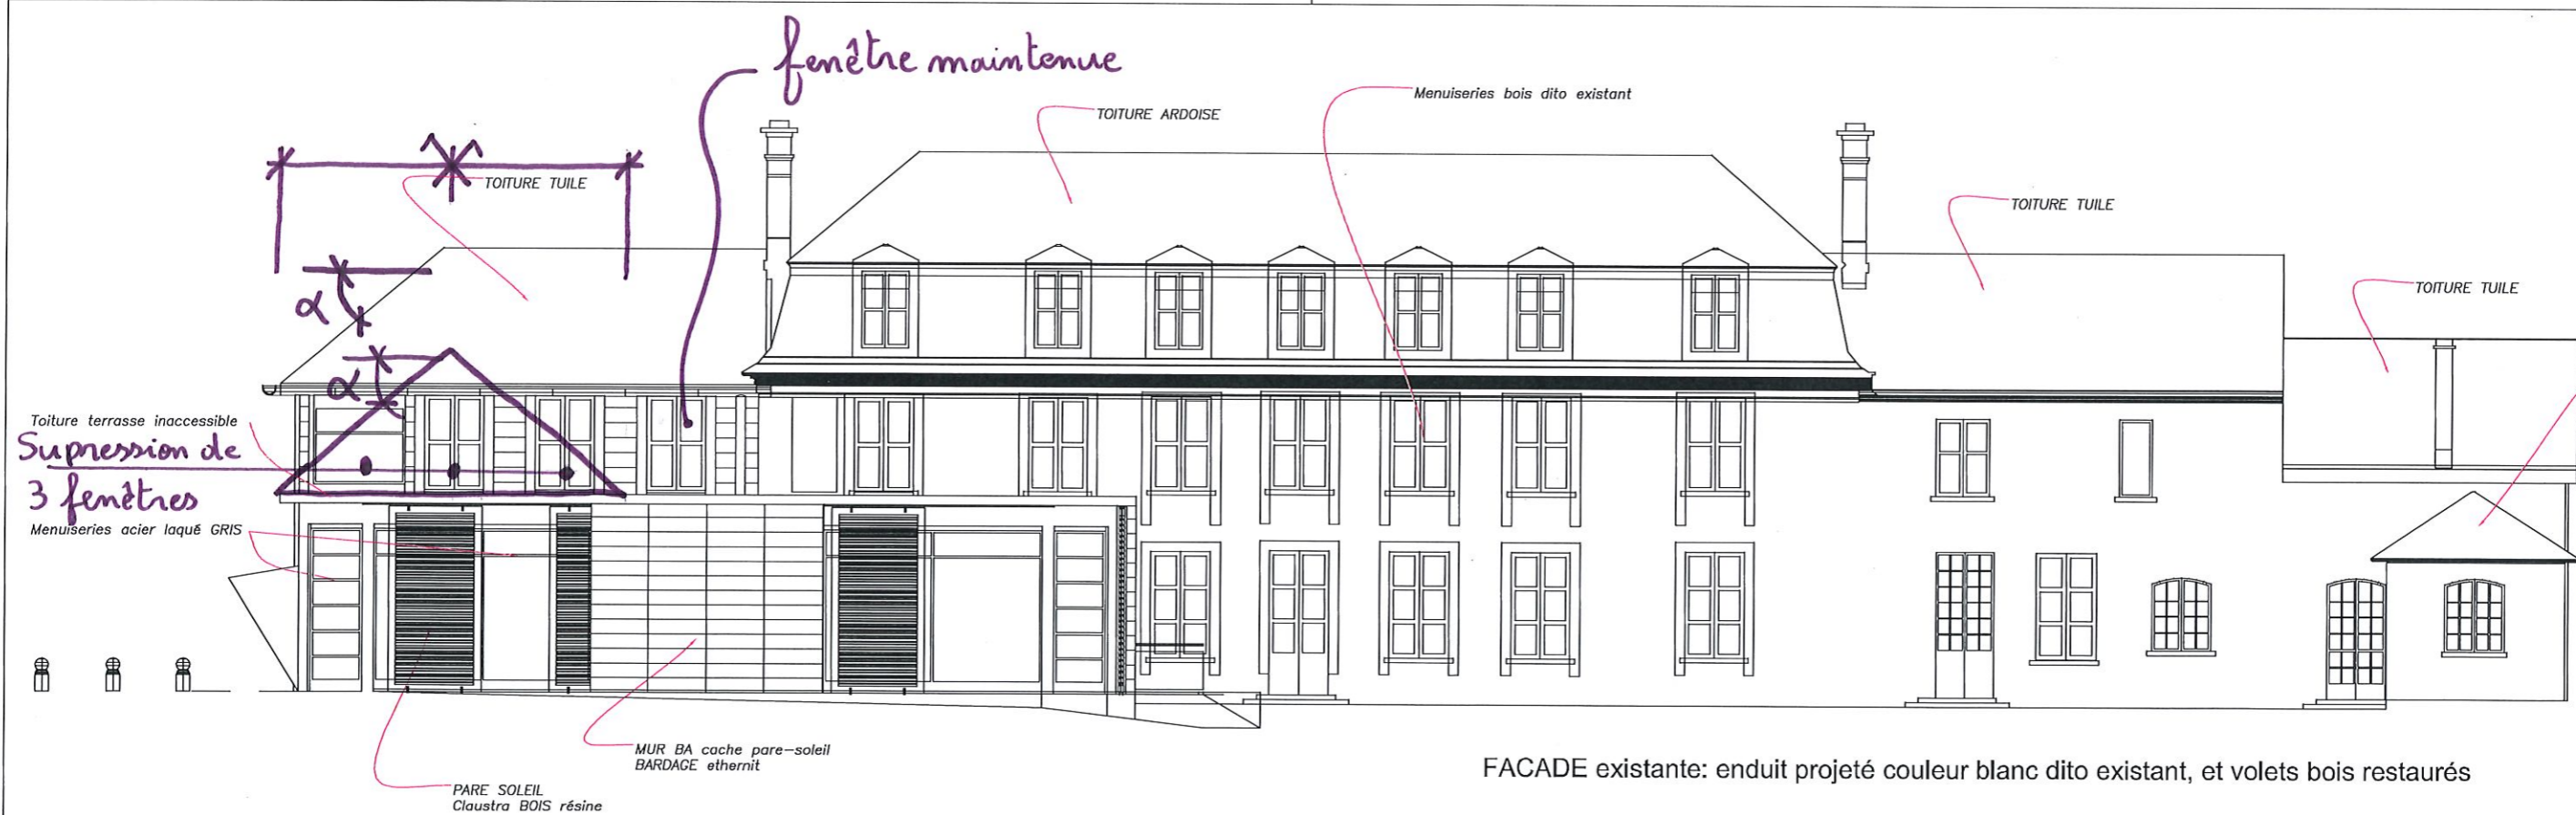 fenêtre maintenue
Menuiseries bois dito existant
TOITURE ARDOISE
TOITURE TUILE
TOITURE TUILE
TOITURE TUILE
α
α
Toiture terrasse inaccessible
Supression de
3 fenêtres
Menuiseries acier laqué GRIS
MUR BA cache pare-soleil
BARDAGE ethernit
PARE SOLEIL
Claustra BOIS résine
FACADE existante: enduit projeté couleur blanc dito existant, et volets bois restaurés